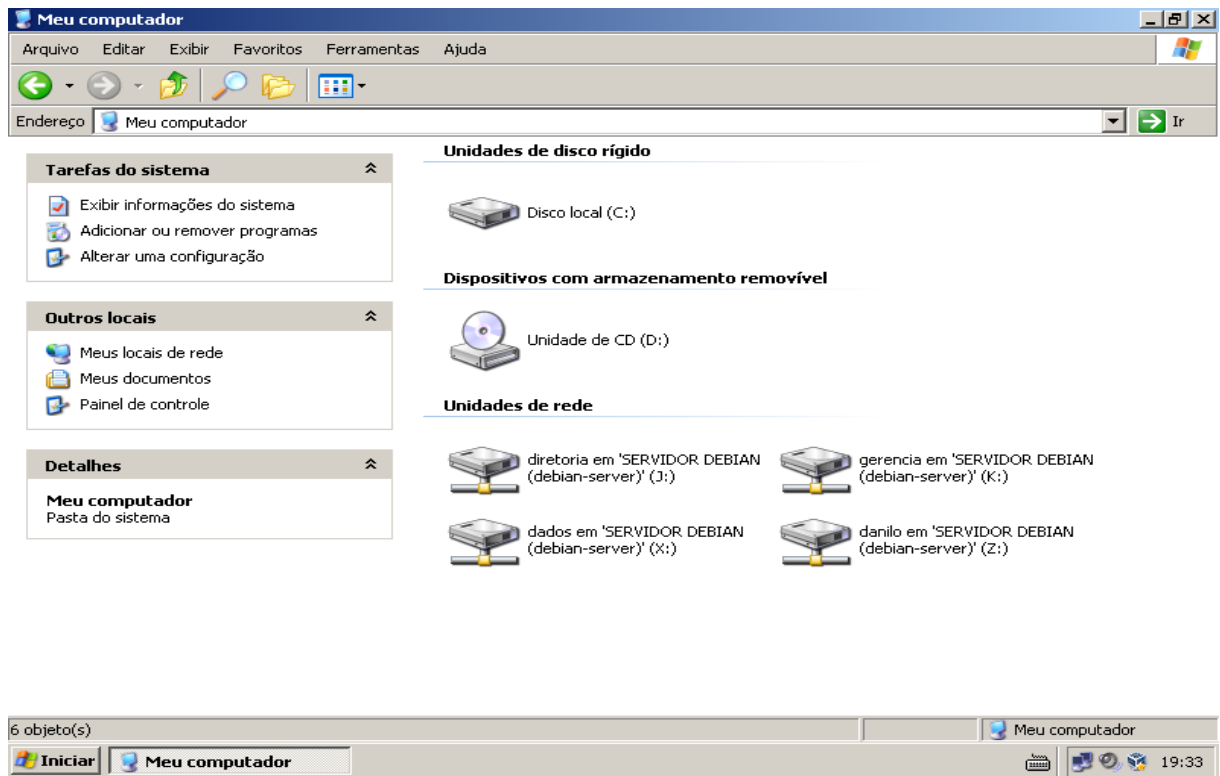 Meu computador
Arquivo Editar Exibir Favoritos Ferramentas Ajuda
Endereço Meu computador Ir
Tarefas do sistema
Exibir informações do sistema
Adicionar ou remover programas
Alterar uma configuração
Outros locais
Meus locais de rede
Meus documentos
Painel de controle
Detalhes
Meu computador
Pasta do sistema
Unidades de disco rígido
Disco local (C:)
Dispositivos com armazenamento removível
Unidade de CD (D:)
Unidades de rede
diretoria em 'SERVIDOR DEBIAN
(debian-server)' (J:)
gerencia em 'SERVIDOR DEBIAN
(debian-server)' (K:)
dados em 'SERVIDOR DEBIAN
(debian-server)' (X:)
danilo em 'SERVIDOR DEBIAN
(debian-server)' (Z:)
6 objeto(s)
Meu computador
Iniciar Meu computador 19:33